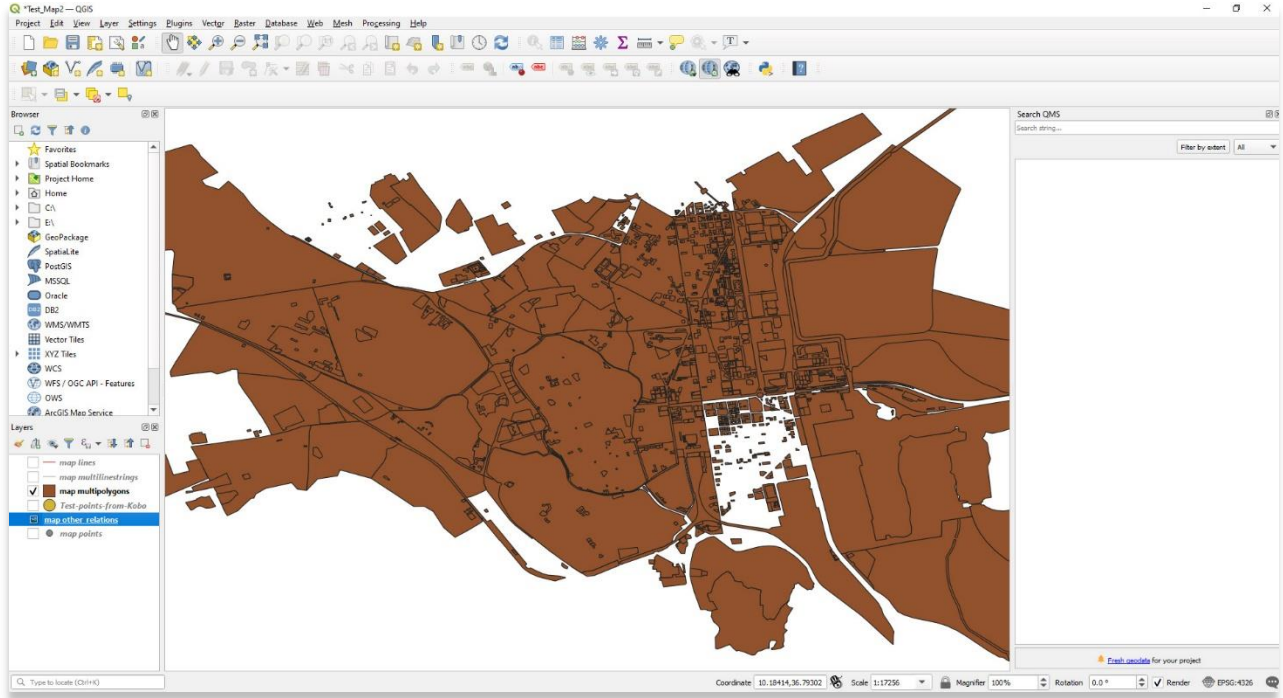 *Test_Map2 — QGIS
Project Edit View Layer Settings Plugins Vector Raster Database Web Mesh Processing Help
Browser
Favorites
Spatial Bookmarks
Project Home
Home
C:\
E:\
GeoPackage
SpatiaLite
PostGIS
MSSQL
Oracle
DB2
WMS/WMTS
Vector Tiles
XYZ Tiles
WCS
WFS / OGC API - Features
OWS
ArcGIS Map Service
Layers
map lines
map multilinestrings
map multipolygons
Test-points-from-Kobo
map other_relations
map points
Search QMS
Search string...
Filter by extent All
Fresh geodata for your project
Type to locate (Ctrl+K) Coordinate 10.18414,36.79302 Scale 1:17256 Magnifier 100% Rotation 0.0 ° Render EPSG:4326